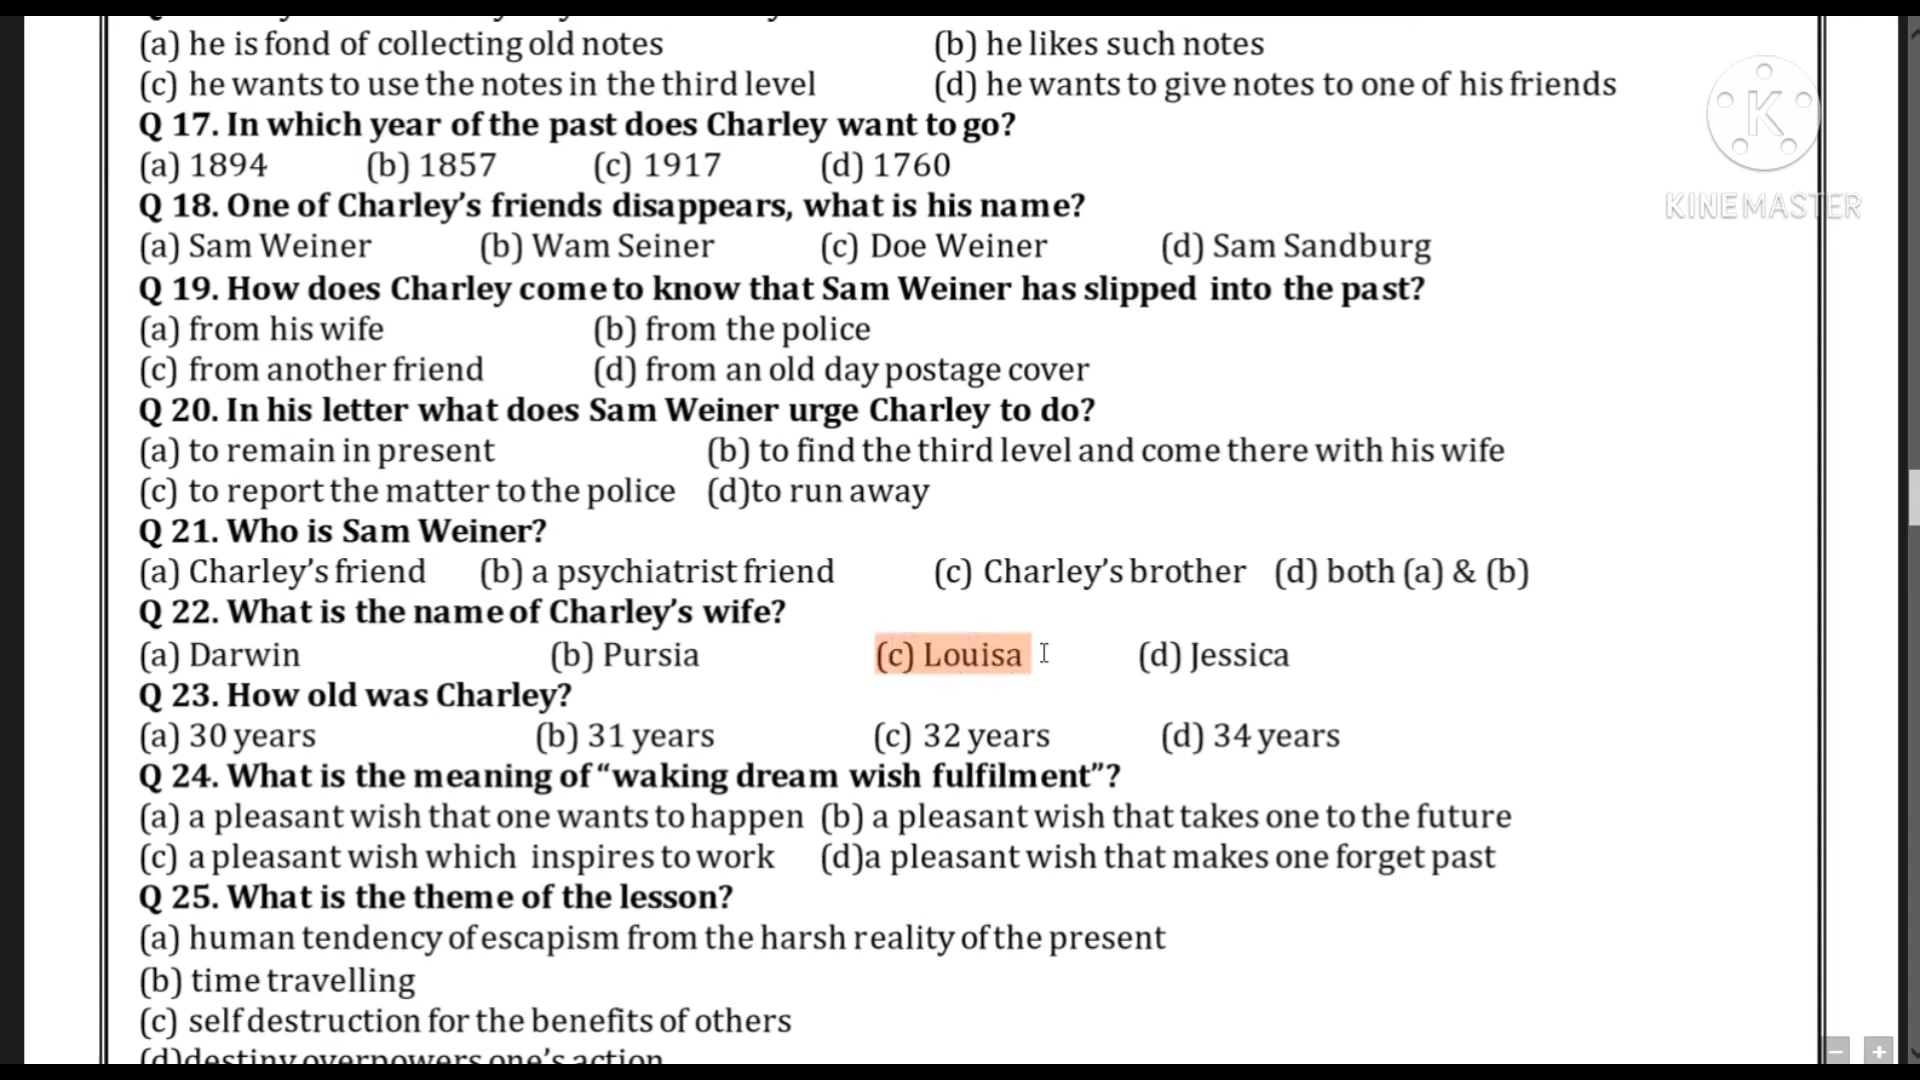 (a) he is fond of collecting old notes (b) he likes such notes
(c) he wants to use the notes in the third level (d) he wants to give notes to one of his friends
Q 17. In which year of the past does Charley want to go?
(a) 1894 (b) 1857 (c) 1917 (d) 1760
Q 18. One of Charley’s friends disappears, what is his name?
(a) Sam Weiner (b) Wam Seiner (c) Doe Weiner (d) Sam Sandburg
Q 19. How does Charley come to know that Sam Weiner has slipped into the past?
(a) from his wife (b) from the police
(c) from another friend (d) from an old day postage cover
Q 20. In his letter what does Sam Weiner urge Charley to do?
(a) to remain in present (b) to find the third level and come there with his wife
(c) to report the matter to the police (d)to run away
Q 21. Who is Sam Weiner?
(a) Charley’s friend (b) a psychiatrist friend (c) Charley’s brother (d) both (a) & (b)
Q 22. What is the name of Charley’s wife?
(a) Darwin (b) Pursia (c) Louisa (d) Jessica
Q 23. How old was Charley?
(a) 30 years (b) 31 years (c) 32 years (d) 34 years
Q 24. What is the meaning of “waking dream wish fulfilment”?
(a) a pleasant wish that one wants to happen (b) a pleasant wish that takes one to the future
(c) a pleasant wish which inspires to work (d)a pleasant wish that makes one forget past
Q 25. What is the theme of the lesson?
(a) human tendency of escapism from the harsh reality of the present
(b) time travelling
(c) self destruction for the benefits of others
(d)destiny overpowers one’s action
K
KINEMASTER